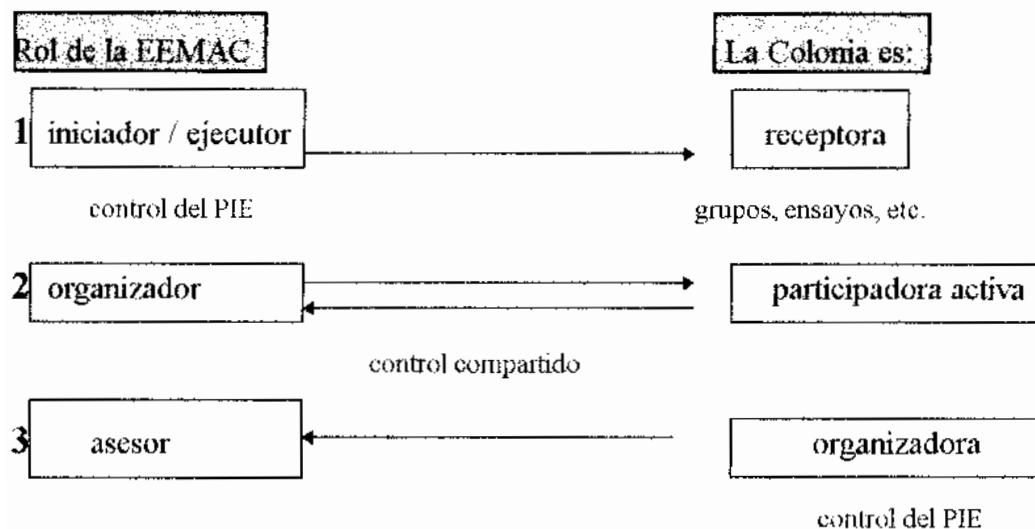 Rol de la EEMAC La Colonia es:
1 iniciador / ejecutor receptora
control del PIE grupos, ensayos, etc.
2 organizador participadora activa
control compartido
3 asesor organizadora
control del PIE